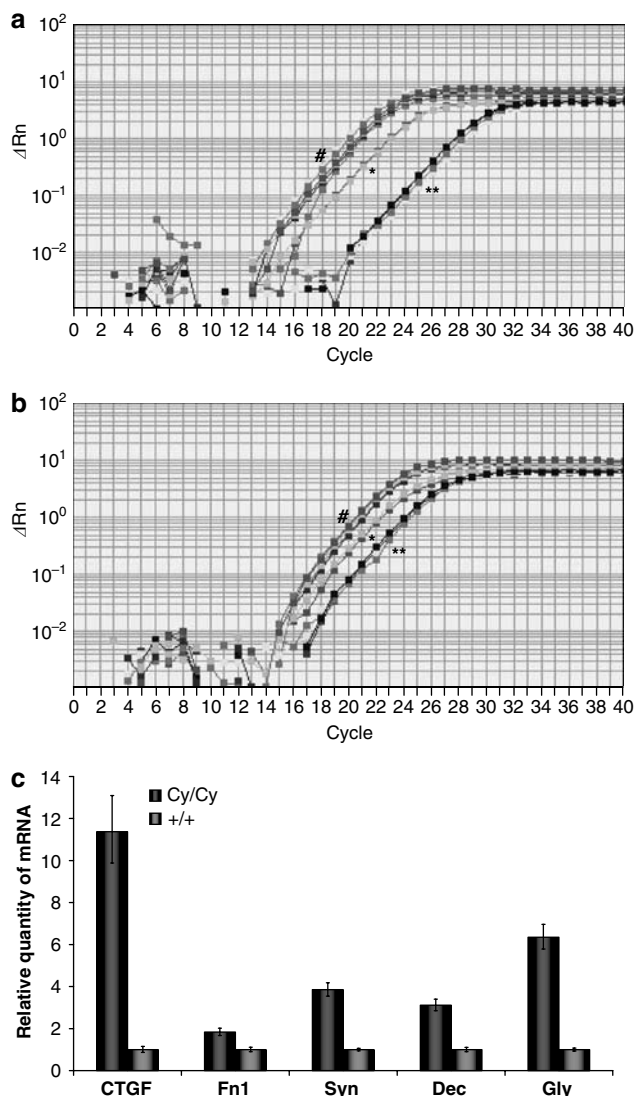 a
10²
10¹
10⁰
10⁻¹
10⁻²
ΔRn
#
*
**
0 2 4 6 8 10 12 14 16 18 20 22 24 26 28 30 32 34 36 38 40
Cycle
b
10²
10¹
10⁰
10⁻¹
10⁻²
ΔRn
#
*
**
0 2 4 6 8 10 12 14 16 18 20 22 24 26 28 30 32 34 36 38 40
Cycle
c
14
12
10
8
6
4
2
0
Relative quantity of mRNA
Cy/Cy
+/+
CTGF Fn1 Syn Dec Gly